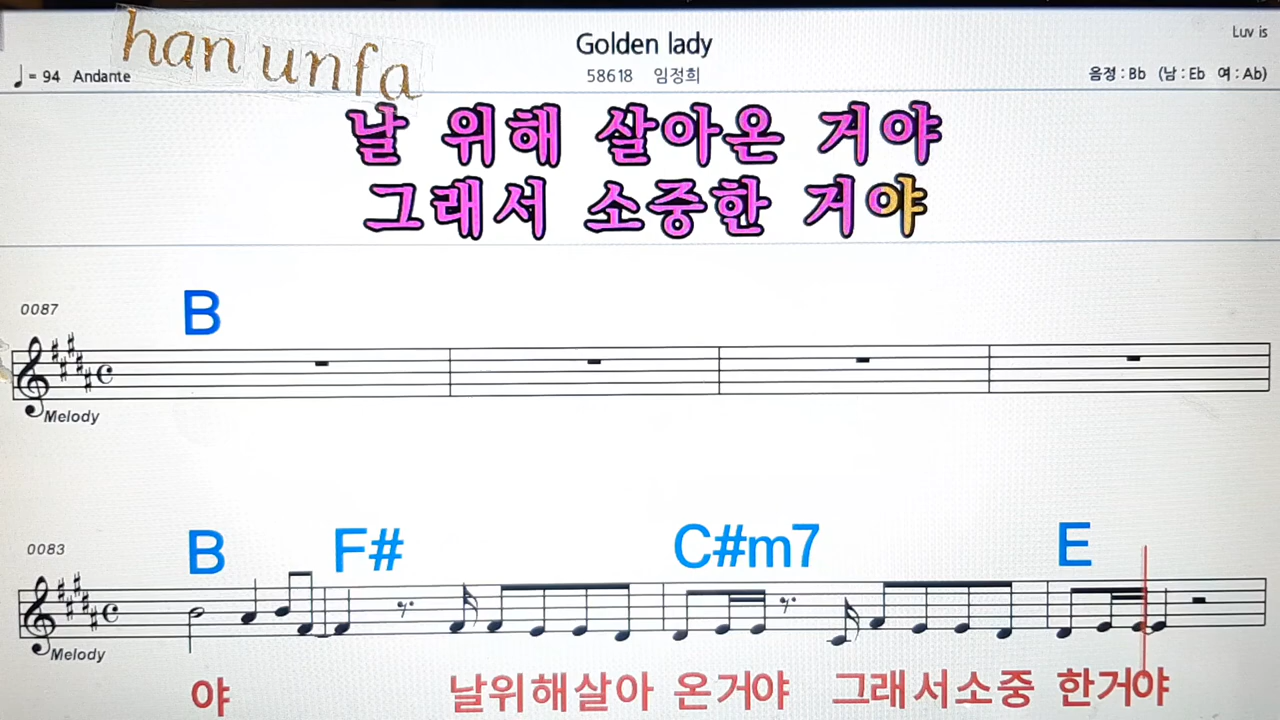 han unfa
Golden lady
Luv is
♩= 94 Andante
58618 임정희
음정 : Bb (남 : Eb 여 : Ab)
날 위해 살아온 거야
그래서 소중한 거야
0087
B
Melody
0083
B F# C#m7 E
Melody
야 날위해살아 온거야 그래서소중 한거야